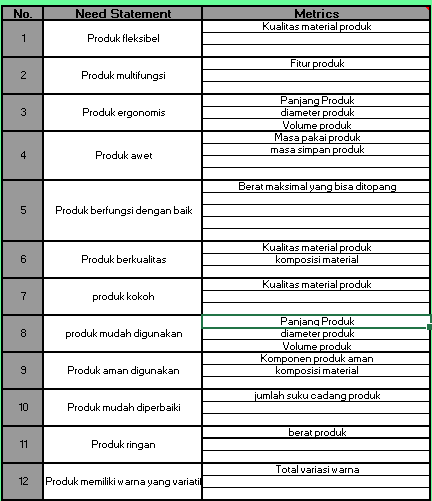 No. Need Statement Metrics
1 Produk fleksibel Kualitas material produk
2 Produk multifungsi Fitur produk
3 Produk ergonomis Panjang Produk
diameter produk
Volume produk
4 Produk awet Masa pakai produk
masa simpan produk
5 Produk berfungsi dengan baik Berat maksimal yang bisa ditopang
6 Produk berkualitas Kualitas material produk
komposisi material
7 produk kokoh Kualitas material produk
8 produk mudah digunakan Panjang Produk
diameter produk
Volume produk
9 Produk aman digunakan Komponen produk aman
komposisi material
10 Produk mudah diperbaiki jumlah suku cadang produk
11 Produk ringan berat produk
12 Produk memiliki warna yang variatif Total variasi warna